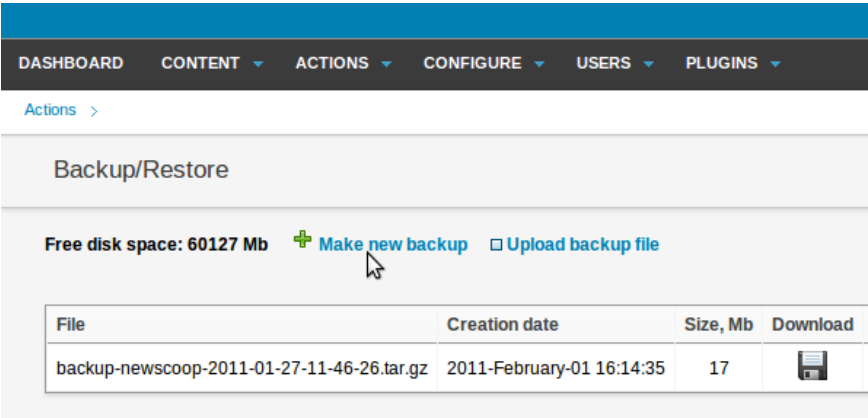 DASHBOARD CONTENT ACTIONS CONFIGURE USERS PLUGINS
Actions >
Backup/Restore
Free disk space: 60127 Mb Make new backup Upload backup file
File Creation date Size, Mb Download
backup-newscoop-2011-01-27-11-46-26.tar.gz 2011-February-01 16:14:35 17